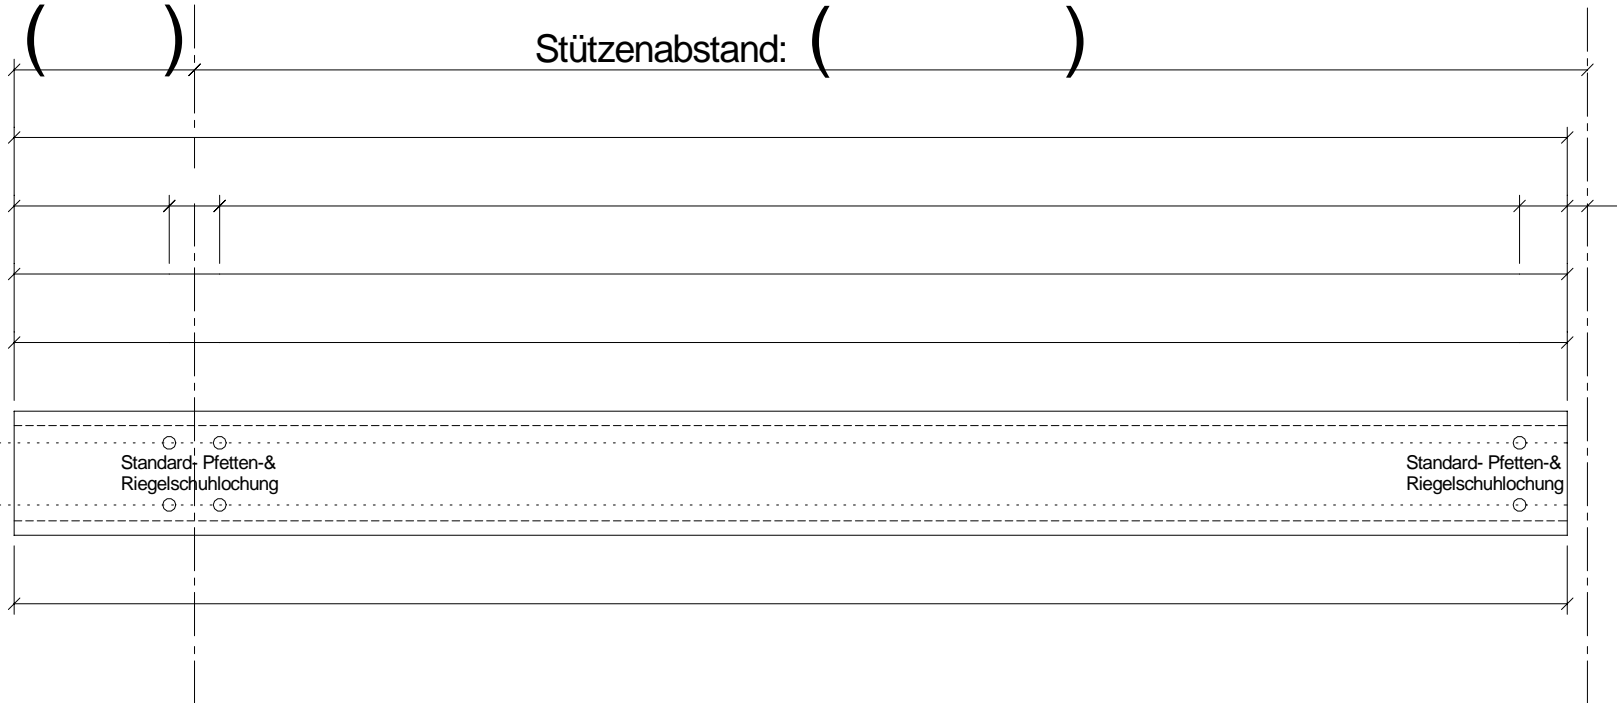 ( ) Stützenabstand: ( )
Standard- Pfetten-&
Riegelschuhlochung
Standard- Pfetten-&
Riegelschuhlochung